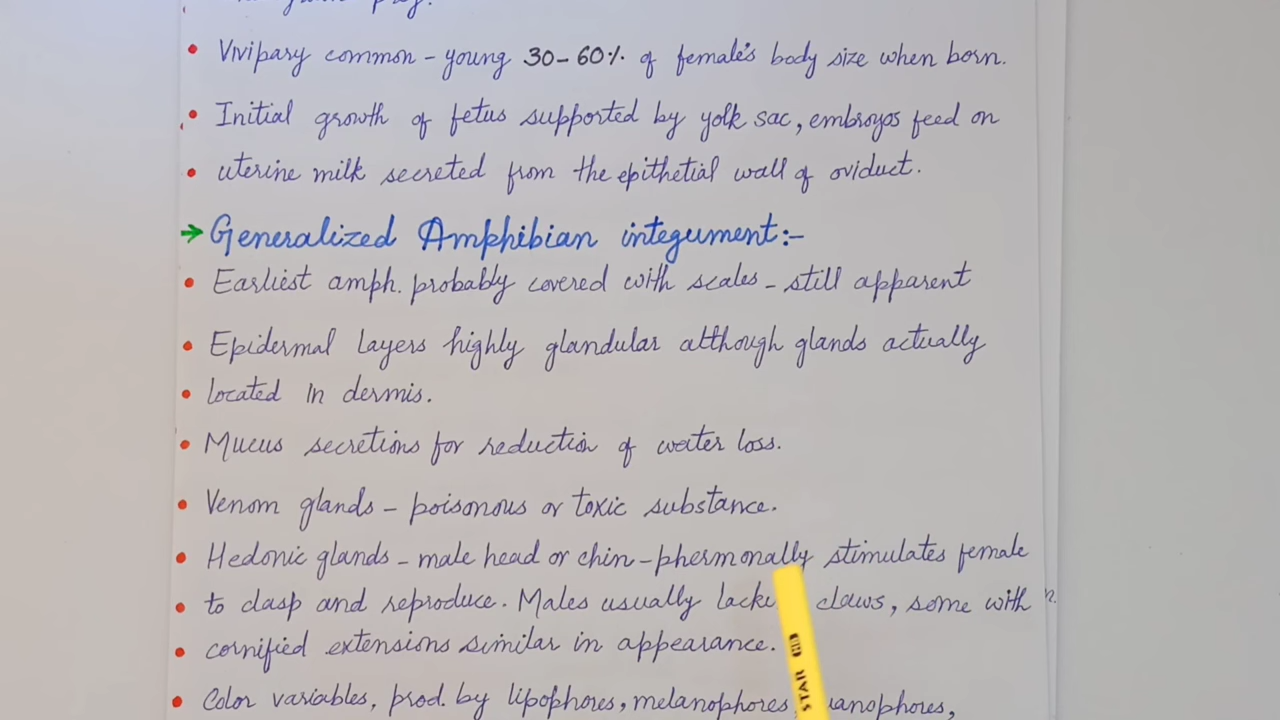 • Vivipary common - young 30-60% of female's body size when born.
• Initial growth of fetus supported by yolk sac, embroyos feed on
• uterine milk secreted from the epithetial wall of oviduct.
→ Generalized Amphibian integument:-
• Earliest amph. probably covered with scales - still apparent
• Epidermal Layers highly glandular although glands actually
• located In dermis.
• Mucus secretions for reduction of water loss.
• Venom glands - poisonous or toxic substance.
• Hedonic glands - male head or chin - phermonally stimulates female
• to clasp and reproduce. Males usually claws, some with
• cornified extensions similar in appearance.
• Color variables, prod. by lipophores, melanophores,
STAR